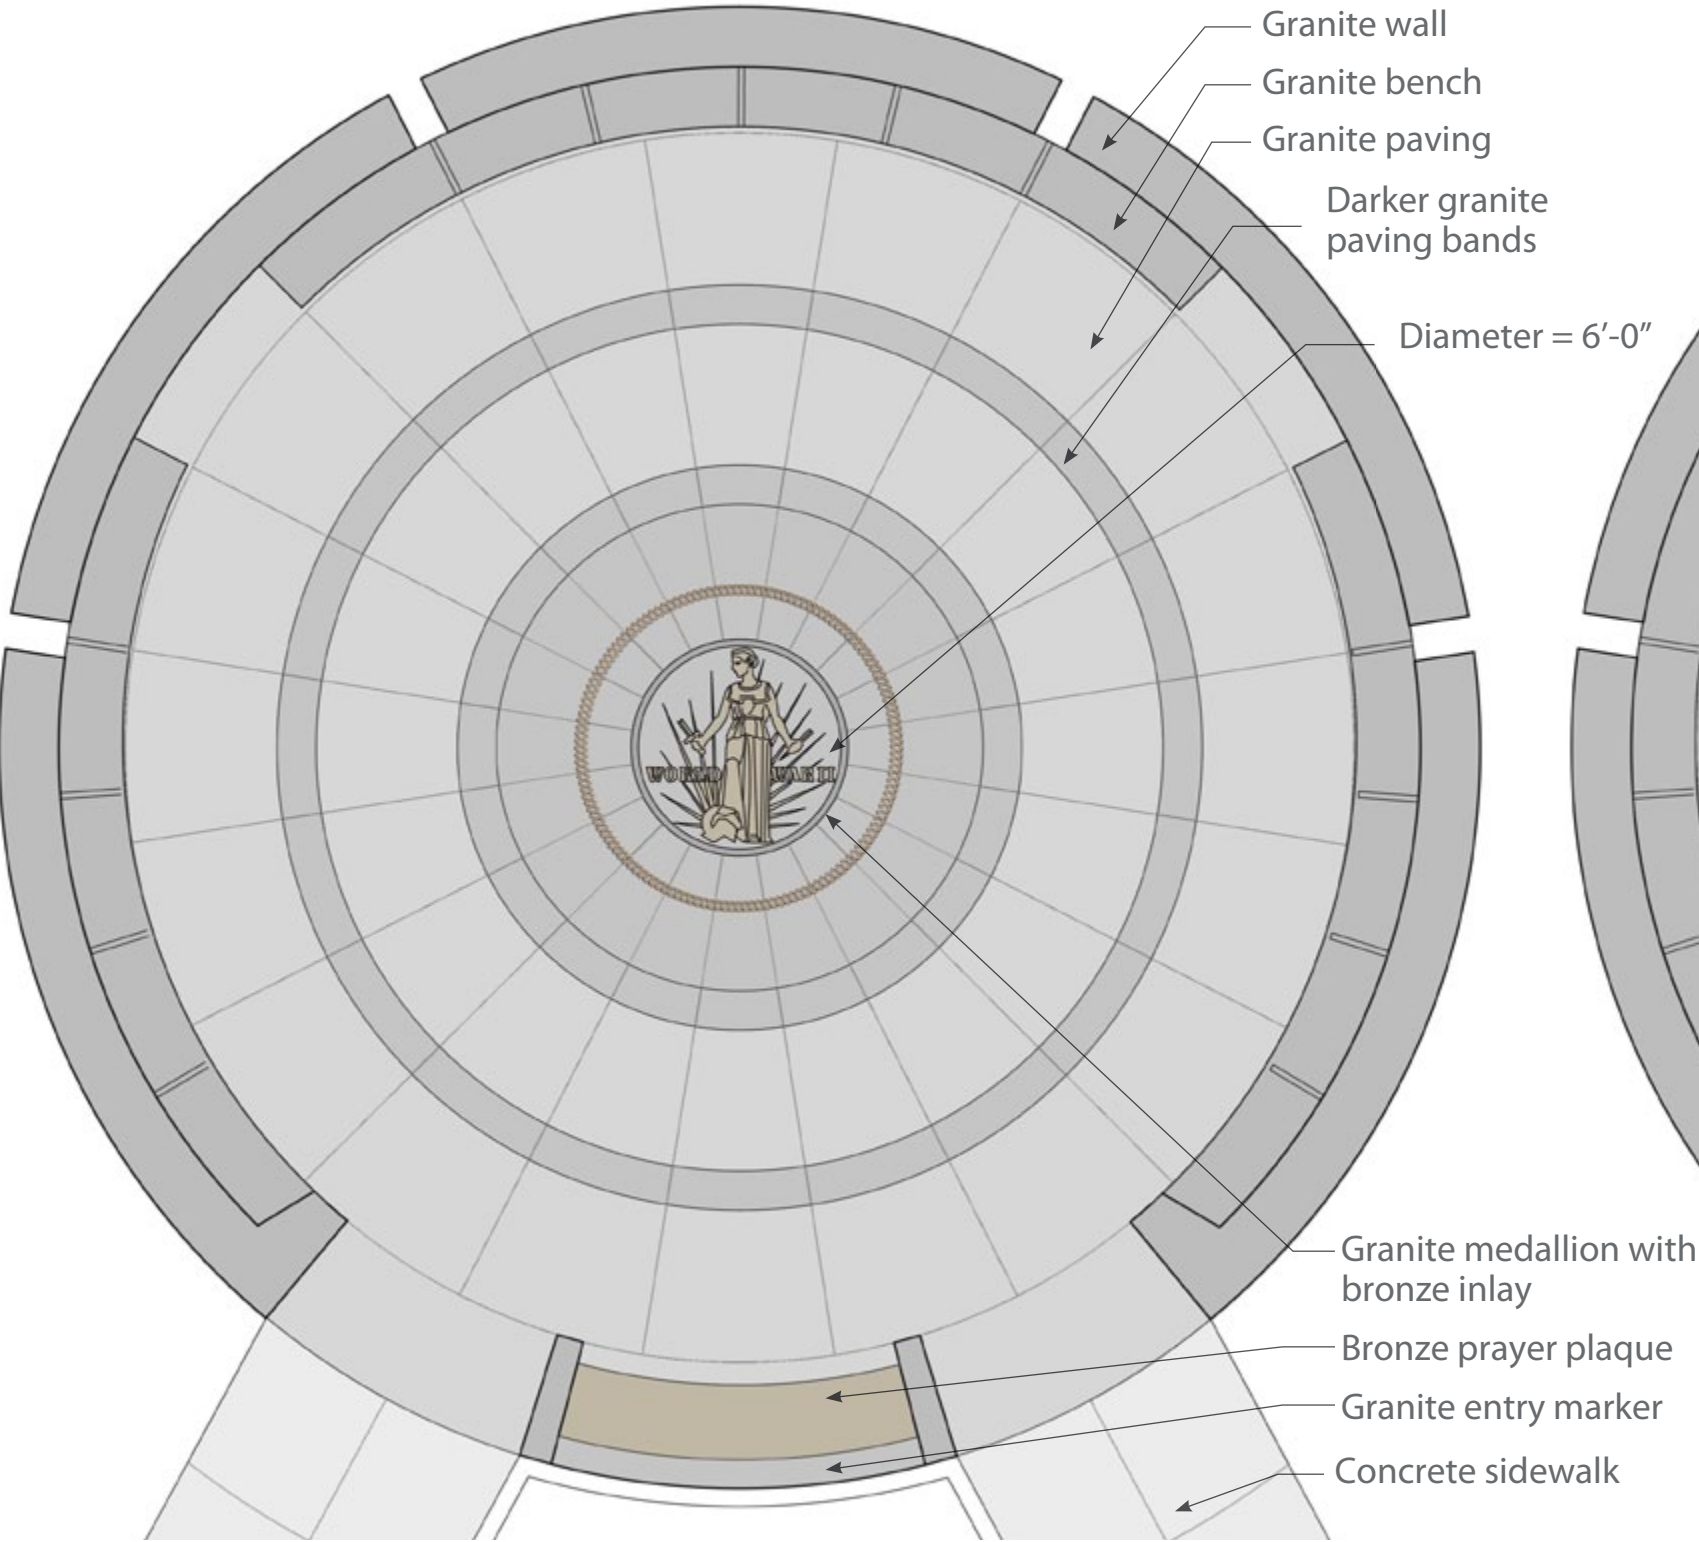 Granite wall
Granite bench
Granite paving
Darker granite
paving bands
Diameter = 6’-0”
WORLD WAR II
Granite medallion with
bronze inlay
Bronze prayer plaque
Granite entry marker
Concrete sidewalk